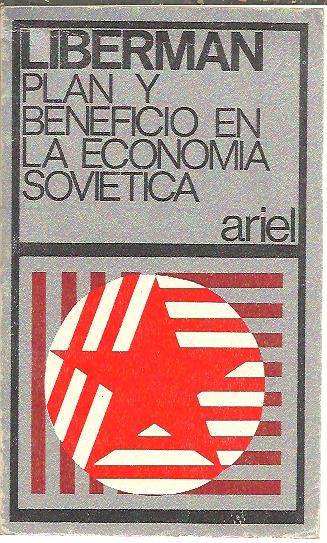 LIBERMAN
PLAN Y
BENEFICIO EN
LA ECONOMIA
SOVIETICA
ariel